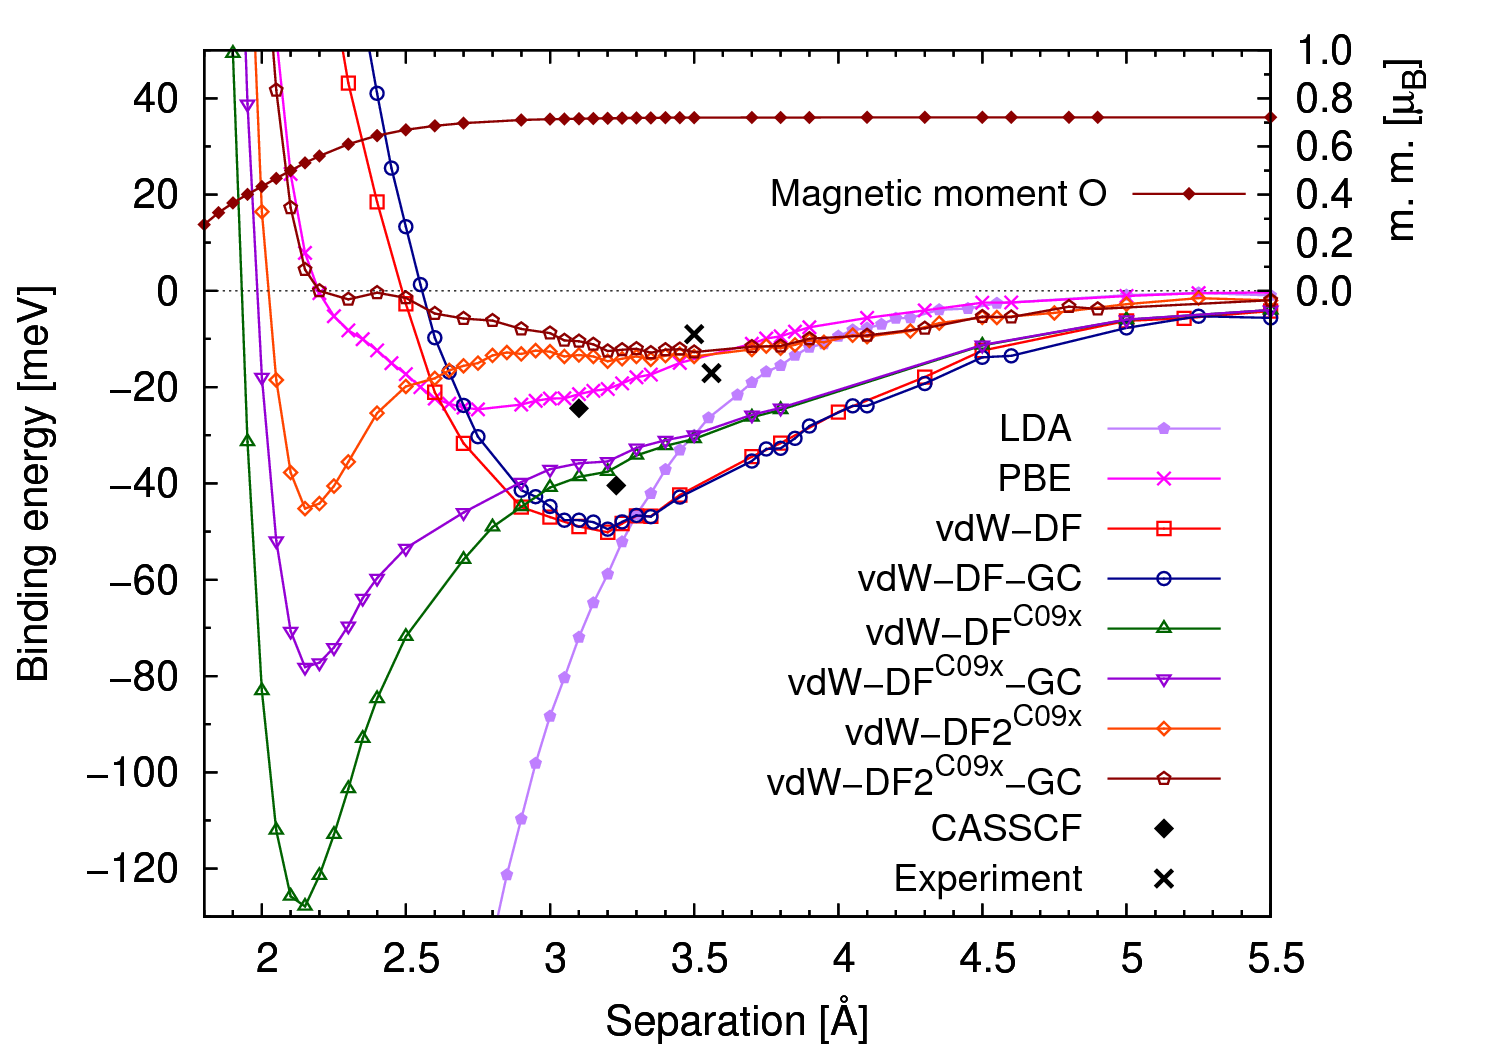 1.0
40
0.8
0.6
20
0.4
0.2
0
0.0
−20
−40
−60
−80
−100
−120
Binding energy [meV]
m. m. [μB]
Magnetic moment O
LDA
PBE
vdW−DF
vdW−DF−GC
vdW−DFC09x
vdW−DFC09x−GC
vdW−DF2C09x
vdW−DF2C09x−GC
CASSCF
Experiment
2 2.5 3 3.5 4 4.5 5 5.5
Separation [Å]